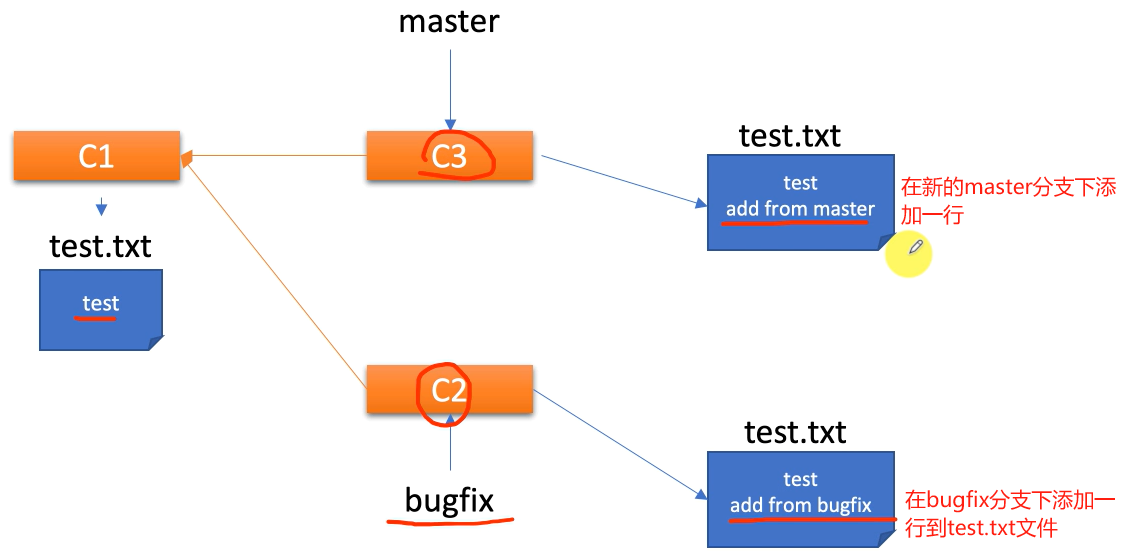 master
C1
C3
test.txt
test
add from master
在新的master分支下添
加一行
test.txt
test
C2
bugfix
test.txt
test
add from bugfix
在bugfix分支下添加一
行到test.txt文件